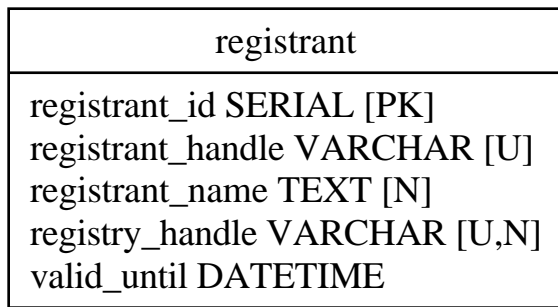 registrant
registrant_id SERIAL [PK]
registrant_handle VARCHAR [U]
registrant_name TEXT [N]
registry_handle VARCHAR [U,N]
valid_until DATETIME